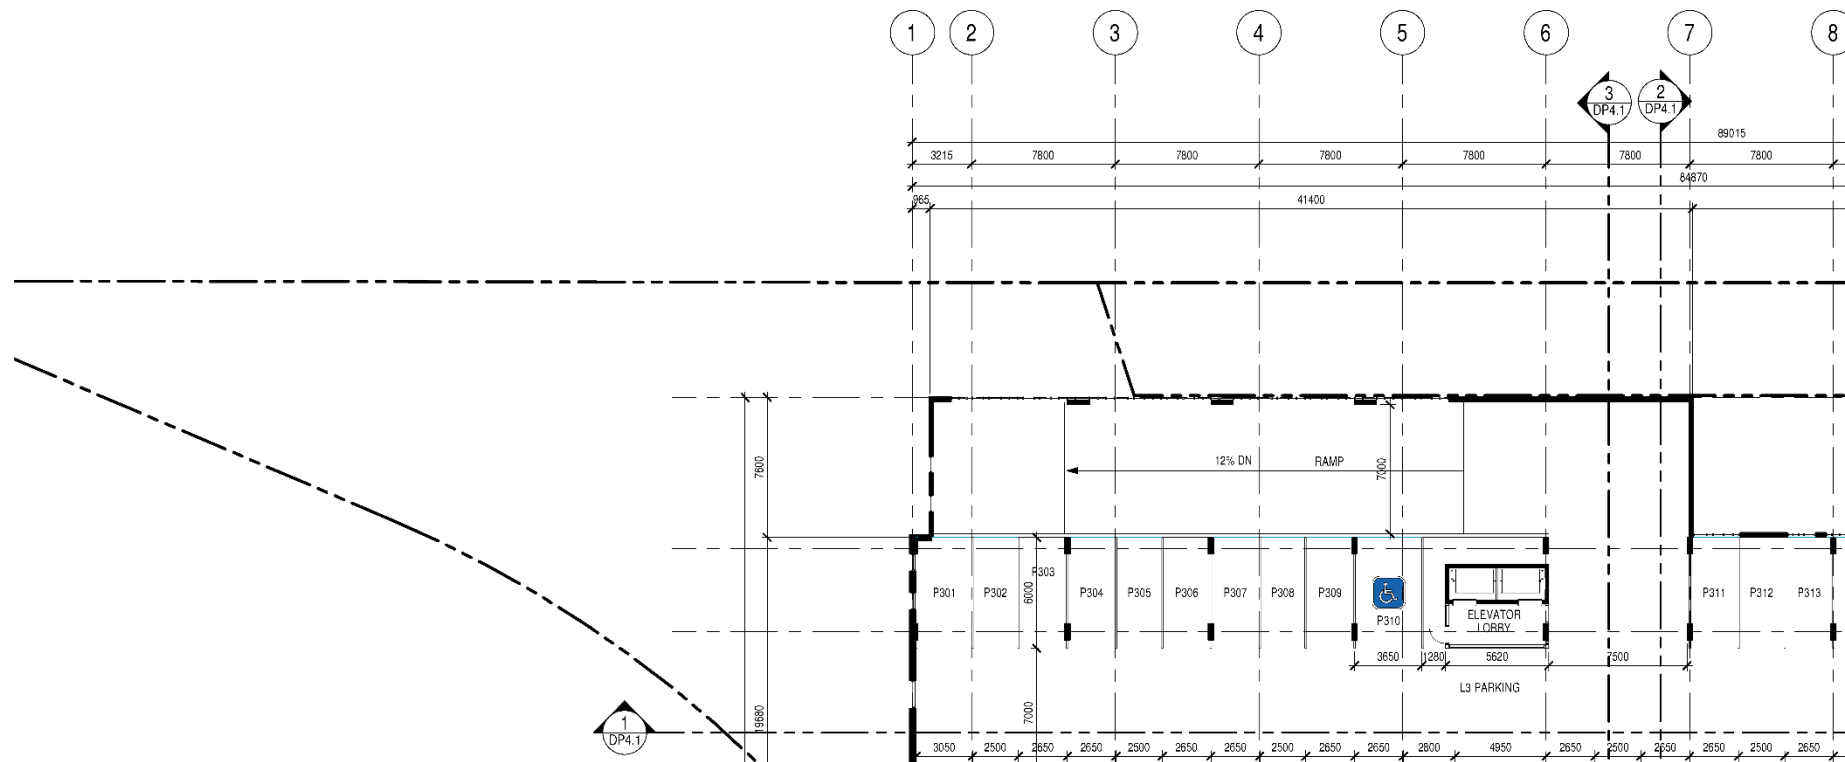 1 2 3 4 5 6 7 8
3 2
DP4.1 DP4.1
89015
3215 7800 7800 7800 7800 7800 7800
84870
965 41400
7600
12% DN RAMP 7000
P301 P302 P303 P304 P305 P306 P307 P308 P309 P310 P311 P312 P313
6000
ELEVATOR
LOBBY
3650 1280 5620 7500
L3 PARKING
19680
7000
1
DP4.1
3050 2500 2650 2650 2500 2650 2650 2500 2650 2650 2800 4950 2650 2500 2650 2650 2500 2650